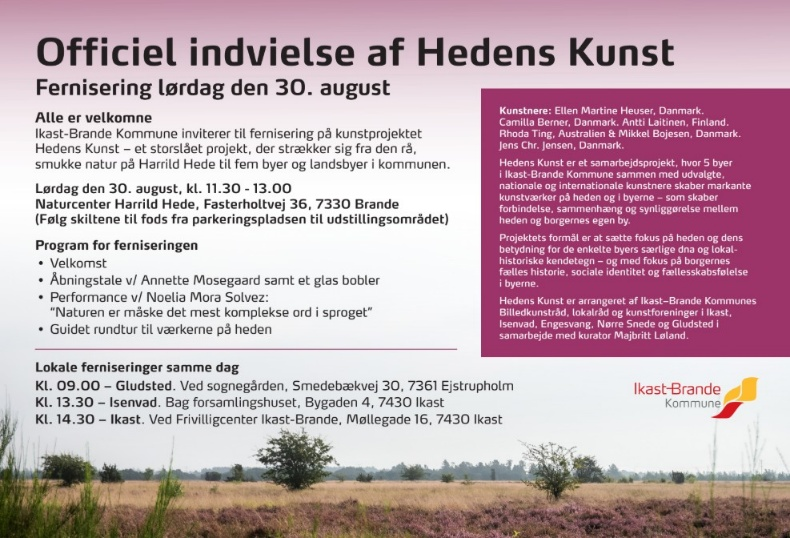 Officiel indvielse af Hedens Kunst
Fernisering lørdag den 30. august
Alle er velkomne
Ikast-Brande Kommune inviterer til fernisering på kunstprojektet
Hedens Kunst – et storslået projekt, der strækker sig fra den rå,
smukke natur på Harrild Hede til fem byer og landsbyer i kommunen.
Lørdag den 30. august, kl. 11.30 - 13.00
Naturcenter Harrild Hede, Fasterholtvej 36, 7330 Brande
(Følg skiltene til fods fra parkeringspladsen til udstillingsområdet)
Program for ferniseringen
• Velkomst
• Åbningstale v/ Annette Mosegaard samt et glas bobler
• Performance v/ Noelia Mora Solvez:
"Naturen er måske det mest komplekse ord i sproget"
• Guidet rundtur til værkerne på heden
Kunstnere: Ellen Martine Heuser, Danmark.
Camilla Berner, Danmark. Antti Laitinen, Finland.
Rhoda Ting, Australien & Mikkel Bojesen, Danmark.
Jens Chr. Jensen, Danmark.
Hedens Kunst er et samarbejdsprojekt, hvor 5 byer
i Ikast-Brande Kommune sammen med udvalgte,
nationale og internationale kunstnere skaber markante
kunstværker på heden og i byerne – som skaber
forbindelse, sammenhæng og synliggørelse mellem
heden og borgernes egen by.
Projektets formål er at sætte fokus på heden og dens
betydning for de enkelte byers særlige dna og lokal-
historiske kendetegn – og med fokus på borgernes
fælles historie, sociale identitet og fællesskabsfølelse
i byerne.
Hedens Kunst er arrangeret af Ikast–Brande Kommunes
Billedkunstråd, lokalråd og kunstforeninger i Ikast,
Isenvad, Engesvang, Nørre Snede og Gludsted i
samarbejde med kurator Majbritt Løland.
Lokale ferniseringer samme dag
Kl. 09.00 – Gludsted. Ved sognegården, Smedebækvej 30, 7361 Ejstrupholm
Kl. 13.30 – Isenvad. Bag forsamlingshuset, Bygaden 4, 7430 Ikast
Kl. 14.30 – Ikast. Ved Frivilligcenter Ikast-Brande, Møllegade 16, 7430 Ikast
Ikast-Brande
Kommune